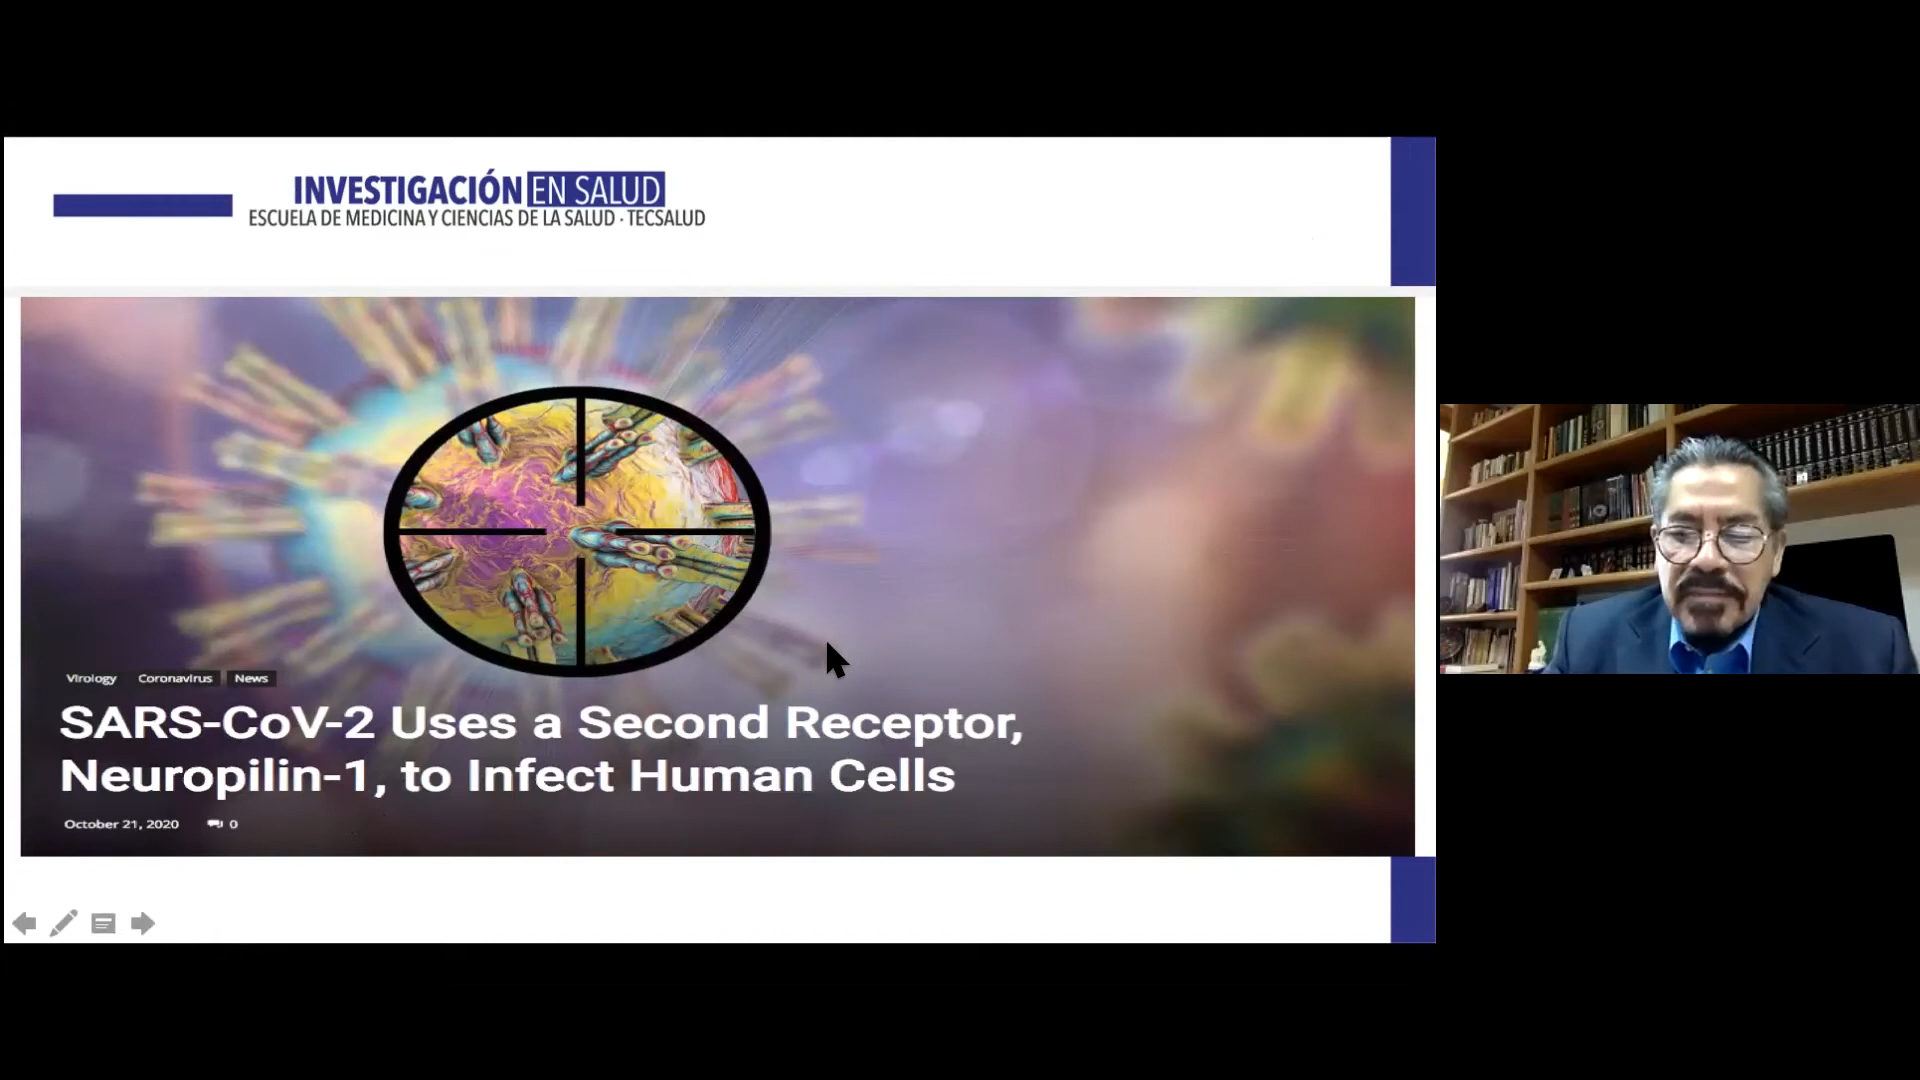 INVESTIGACIÓN EN SALUD
ESCUELA DE MEDICINA Y CIENCIAS DE LA SALUD · TECSALUD
Virology Coronavirus News
SARS-CoV-2 Uses a Second Receptor,
Neuropilin-1, to Infect Human Cells
October 21, 2020 0